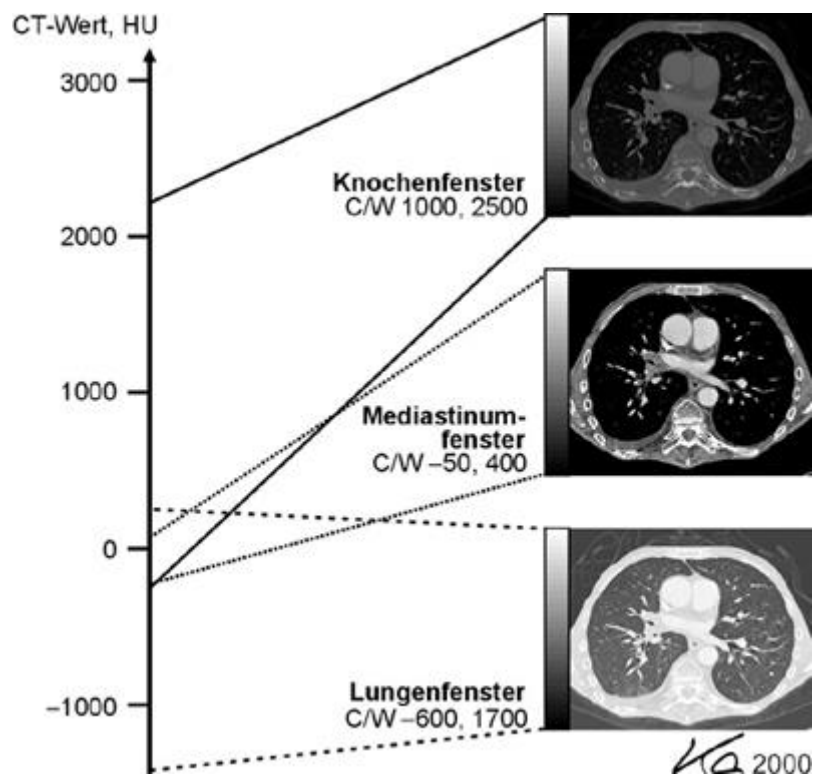 CT-Wert, HU
3000
Knochenfenster
C/W 1000, 2500
2000
1000
Mediastinum-
fenster
C/W –50, 400
0
Lungenfenster
C/W –600, 1700
–1000
2000